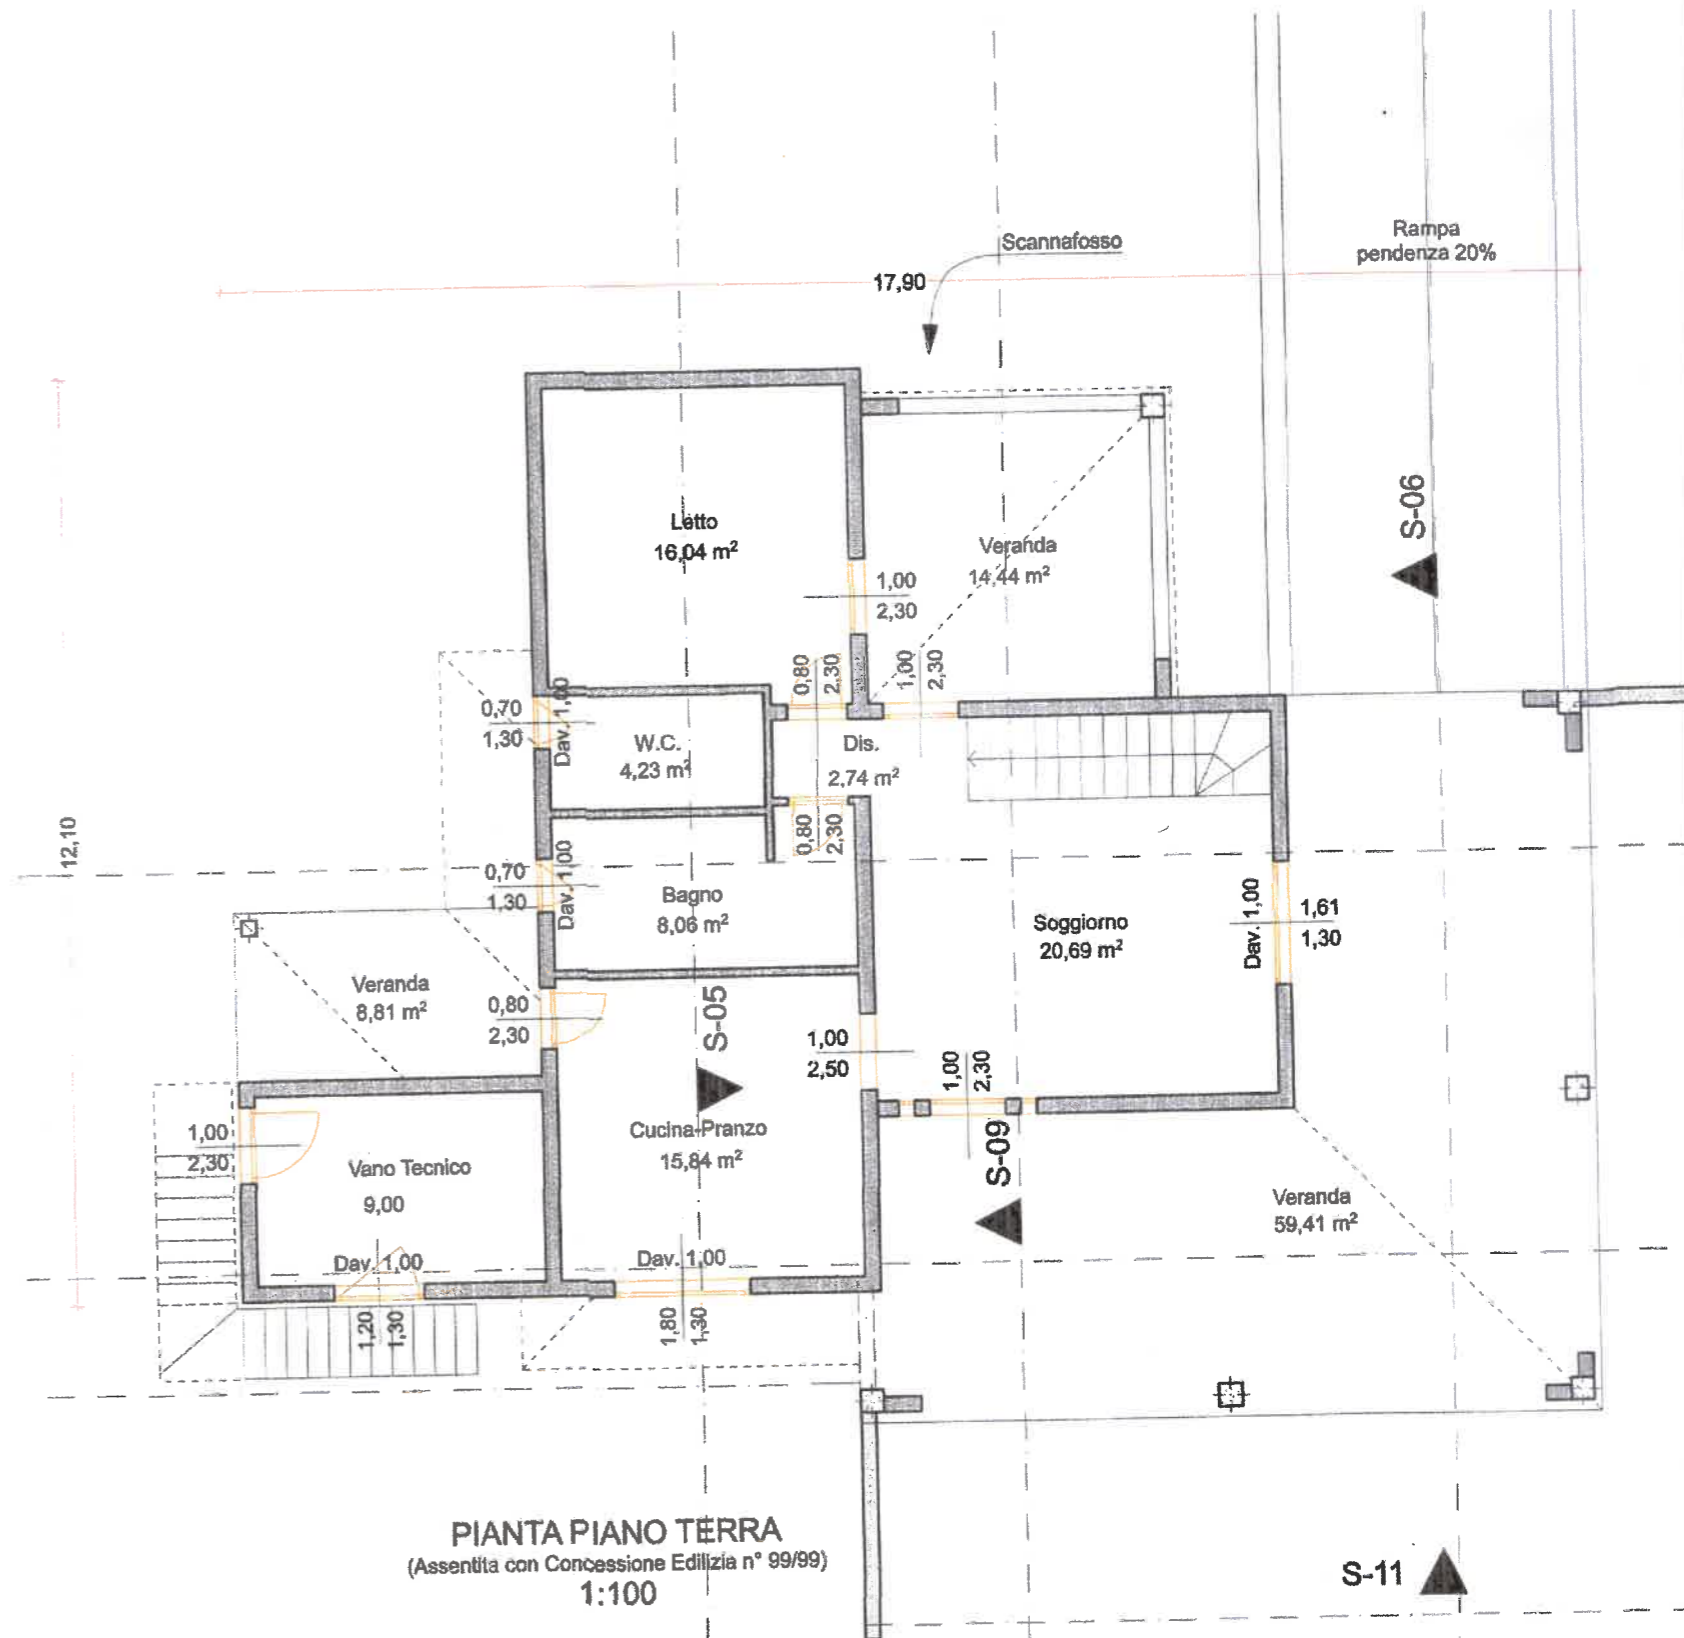 Scannafosso
Rampa
pendenza 20%
17,90
S-06
Letto
16,04 m²
Veranda
14,44 m²
1,00
2,30
0,80
2,30
1,00
2,30
0,70
1,30
Dav. 1,00
W.C.
4,23 m²
Dis.
2,74 m²
12,10
0,80
2,30
0,70
1,30
Dav. 1,00
Bagno
8,06 m²
Soggiorno
20,69 m²
Dav. 1,00
1,61
1,30
Veranda
8,81 m²
0,80
2,30
S-05
1,00
2,50
1,00
2,30
Cucina-Pranzo
15,84 m²
S-09
1,00
2,30
Vano Tecnico
9,00
Veranda
59,41 m²
Dav. 1,00
Dav. 1,00
1,20
1,30
1,80
1,30
PIANTA PIANO TERRA
(Assentita con Concessione Edilizia n° 99/99)
1:100
S-11